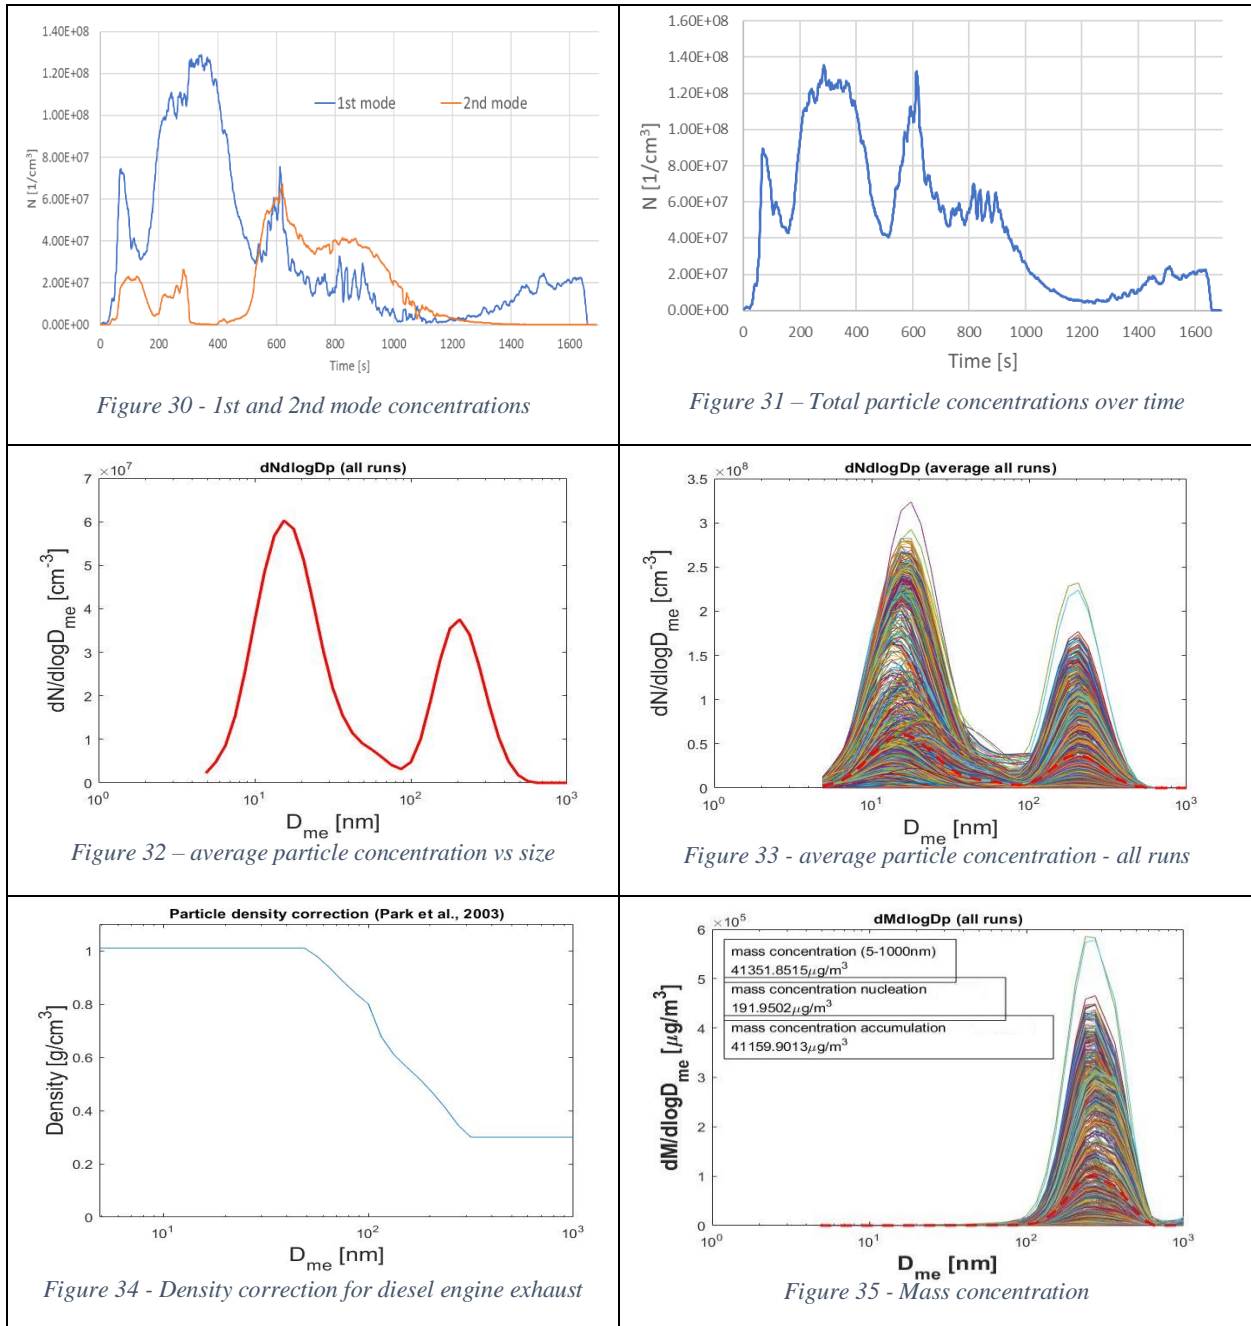 1.40E+08
1.20E+08
1.00E+08
8.00E+07
6.00E+07
4.00E+07
2.00E+07
0.00E+00
N [1/cm³]
1st mode
2nd mode
0 200 400 600 800 1000 1200 1400 1600
Time [s]
Figure 30 - 1st and 2nd mode concentrations
1.60E+08
1.40E+08
1.20E+08
1.00E+08
8.00E+07
6.00E+07
4.00E+07
2.00E+07
0.00E+00
N [1/cm³]
0 200 400 600 800 1000 1200 1400 1600
Time [s]
Figure 31 – Total particle concentrations over time
dNdlogDp (all runs)
×10⁷
7
6
5
4
3
2
1
0
dN/dlogD_me [cm⁻³]
10⁰ 10¹ 10² 10³
D_me [nm]
Figure 32 – average particle concentration vs size
dNdlogDp (average all runs)
×10⁸
3.5
3
2.5
2
1.5
1
0.5
0
dN/dlogD_me [cm⁻³]
10⁰ 10¹ 10² 10³
D_me [nm]
Figure 33 - average particle concentration - all runs
Particle density correction (Park et al., 2003)
1
0.8
0.6
0.4
0.2
0
Density [g/cm³]
10¹ 10² 10³
D_me [nm]
Figure 34 - Density correction for diesel engine exhaust
dMdlogDp (all runs)
×10⁵
6
5
4
3
2
1
0
dM/dlogD_me [μg/m³]
mass concentration (5-1000nm)
41351.8515μg/m³
mass concentration nucleation
191.9502μg/m³
mass concentration accumulation
41159.9013μg/m³
10⁰ 10¹ 10² 10³
D_me [nm]
Figure 35 - Mass concentration